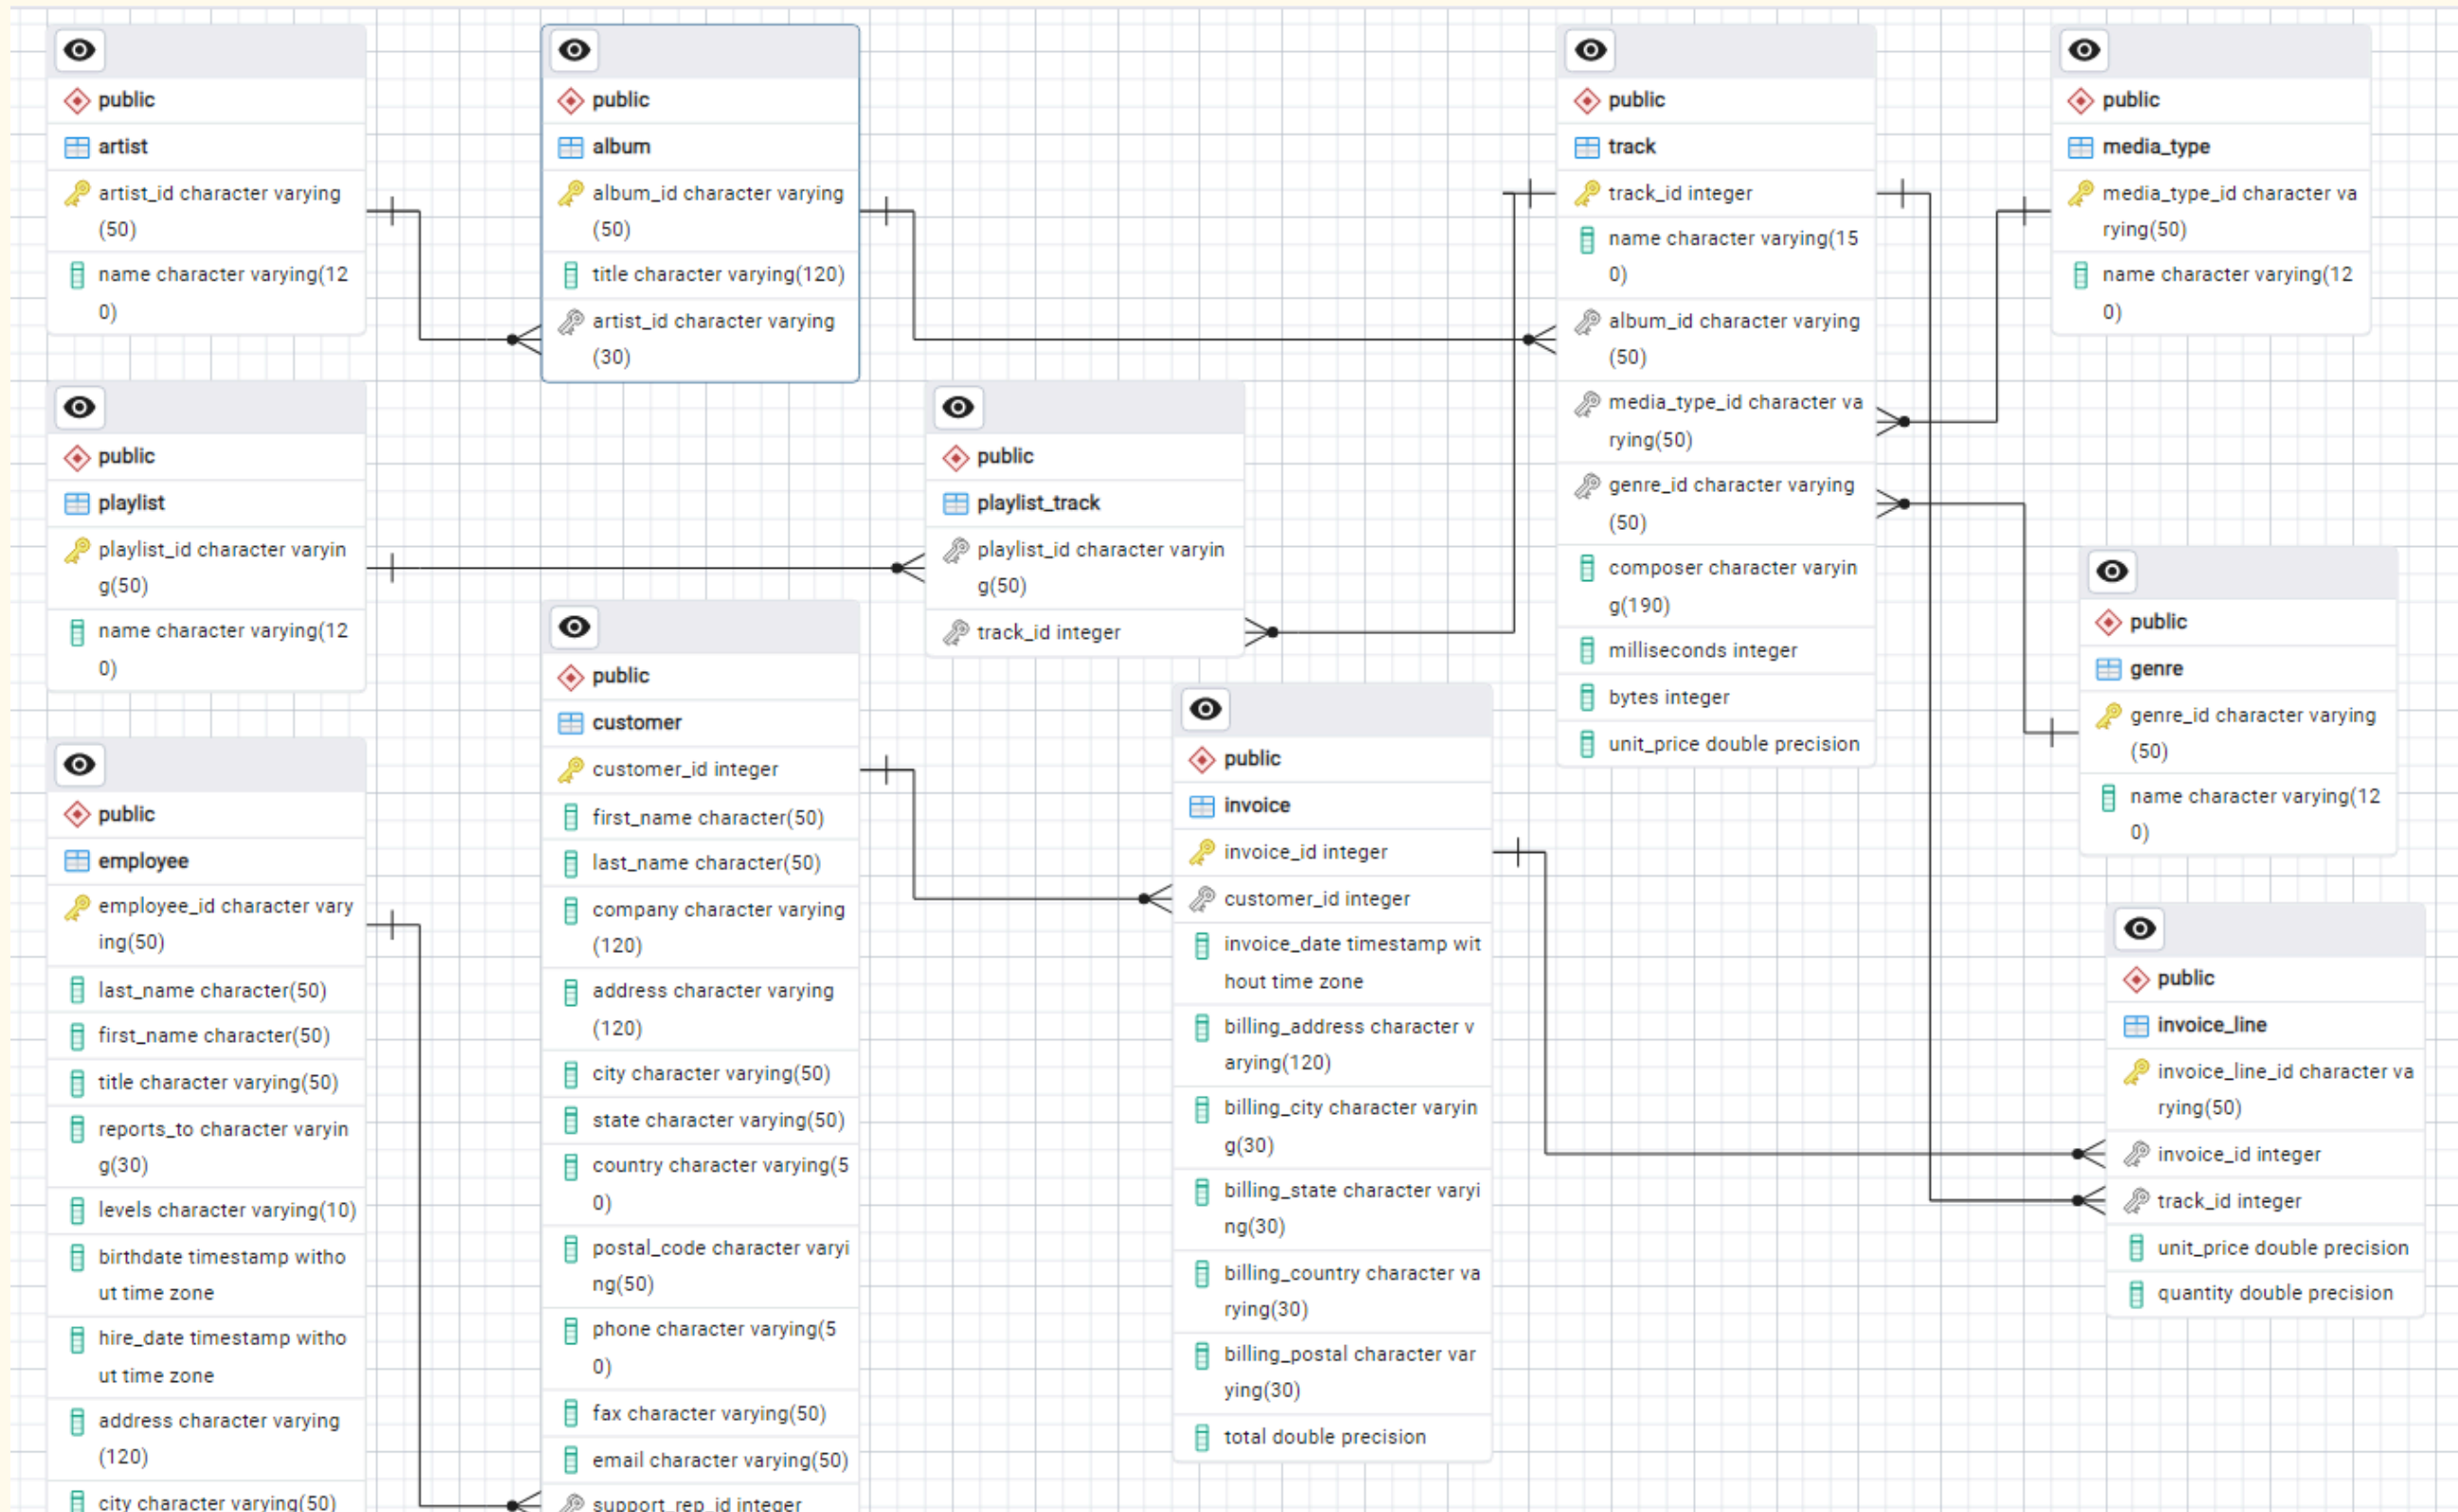 public
artist
artist_id character varying
(50)
name character varying(12
0)
public
album
album_id character varying
(50)
title character varying(120)
artist_id character varying
(30)
public
track
track_id integer
name character varying(15
0)
album_id character varying
(50)
media_type_id character va
rying(50)
genre_id character varying
(50)
composer character varyin
g(190)
milliseconds integer
bytes integer
unit_price double precision
public
media_type
media_type_id character va
rying(50)
name character varying(12
0)
public
playlist
playlist_id character varyin
g(50)
name character varying(12
0)
public
playlist_track
playlist_id character varyin
g(50)
track_id integer
public
genre
genre_id character varying
(50)
name character varying(12
0)
public
employee
employee_id character vary
ing(50)
last_name character(50)
first_name character(50)
title character varying(50)
reports_to character varyin
g(30)
levels character varying(10)
birthdate timestamp witho
ut time zone
hire_date timestamp witho
ut time zone
address character varying
(120)
city character varying(50)
public
customer
customer_id integer
first_name character(50)
last_name character(50)
company character varying
(120)
address character varying
(120)
city character varying(50)
state character varying(50)
country character varying(5
0)
postal_code character varyi
ng(50)
phone character varying(5
0)
fax character varying(50)
email character varying(50)
support_rep_id integer
public
invoice
invoice_id integer
customer_id integer
invoice_date timestamp wit
hout time zone
billing_address character v
arying(120)
billing_city character varyin
g(30)
billing_state character varyi
ng(30)
billing_country character va
rying(30)
billing_postal character var
ying(30)
total double precision
public
invoice_line
invoice_line_id character va
rying(50)
invoice_id integer
track_id integer
unit_price double precision
quantity double precision